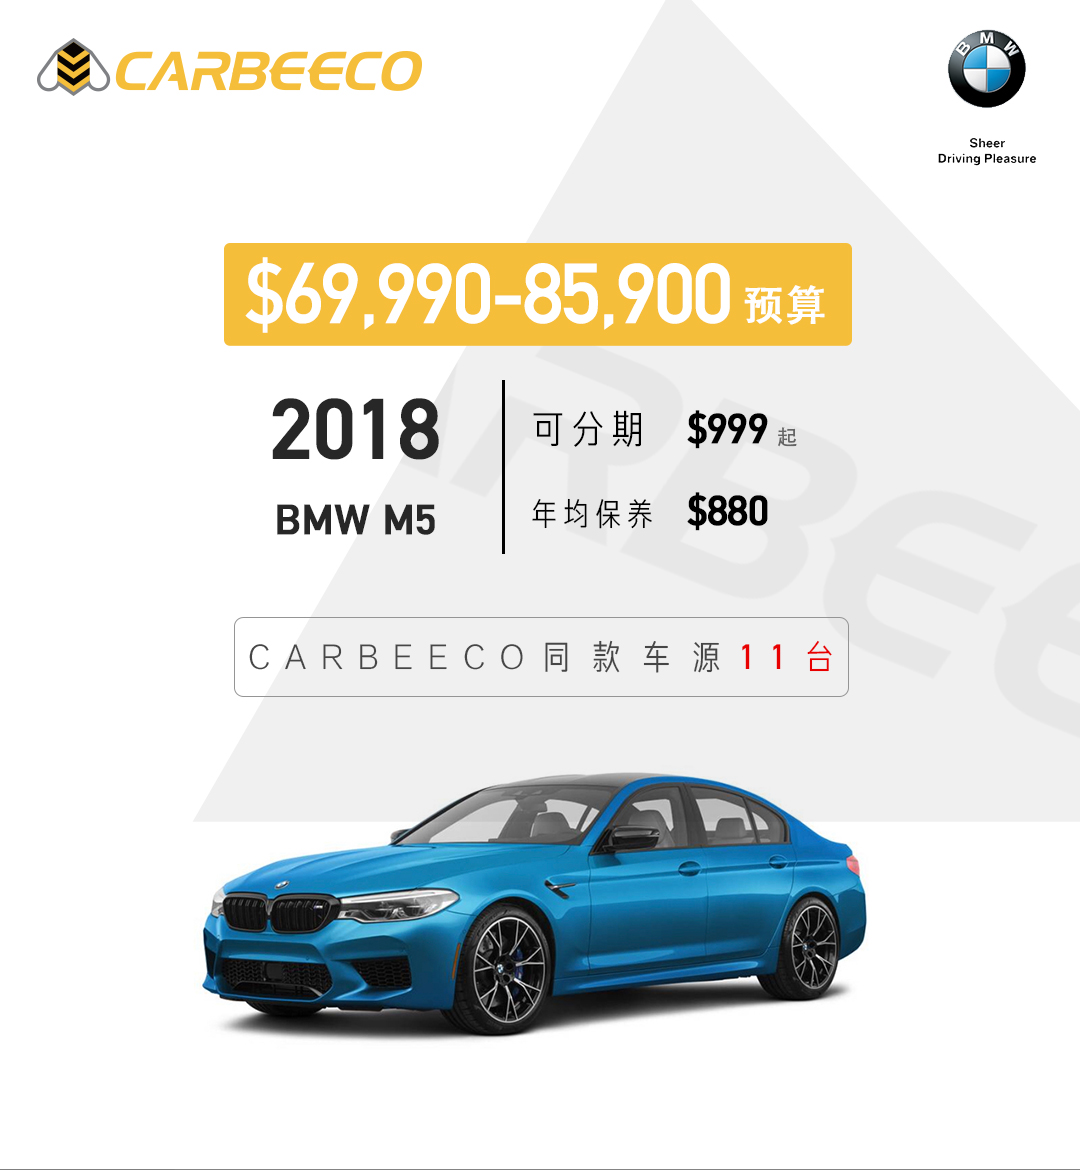 CARBEECO
BMW
Sheer
Driving Pleasure
$69,990-85,900 预算
2018
BMW M5
可分期 $999 起
年均保养 $880
CARBEECO同款车源11台
CARBEECO